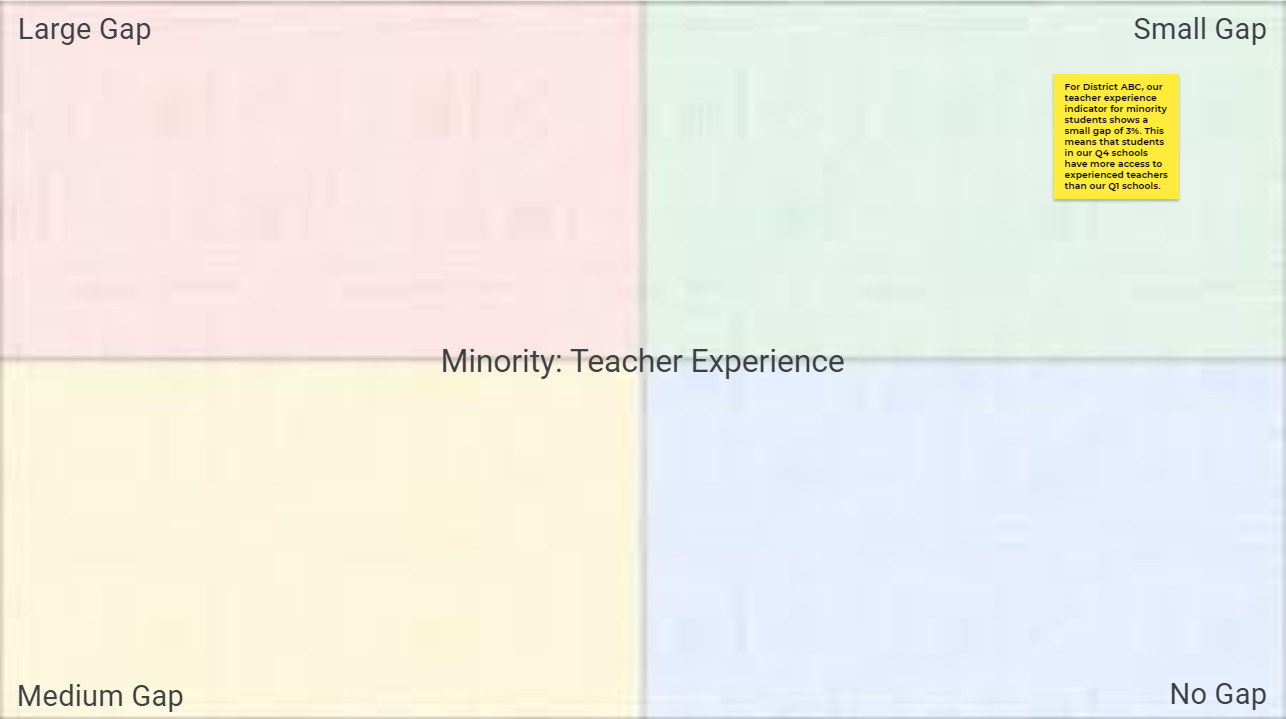 Large Gap
Small Gap
For District ABC, our
teacher experience
indicator for minority
students shows a
small gap of 3%. This
means that students
in our Q4 schools
have more access to
experienced teachers
than our Q1 schools.
Minority: Teacher Experience
Medium Gap
No Gap